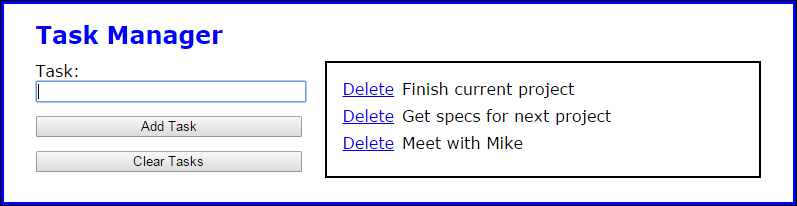 Task Manager
Task:
Add Task
Clear Tasks
Delete Finish current project
Delete Get specs for next project
Delete Meet with Mike